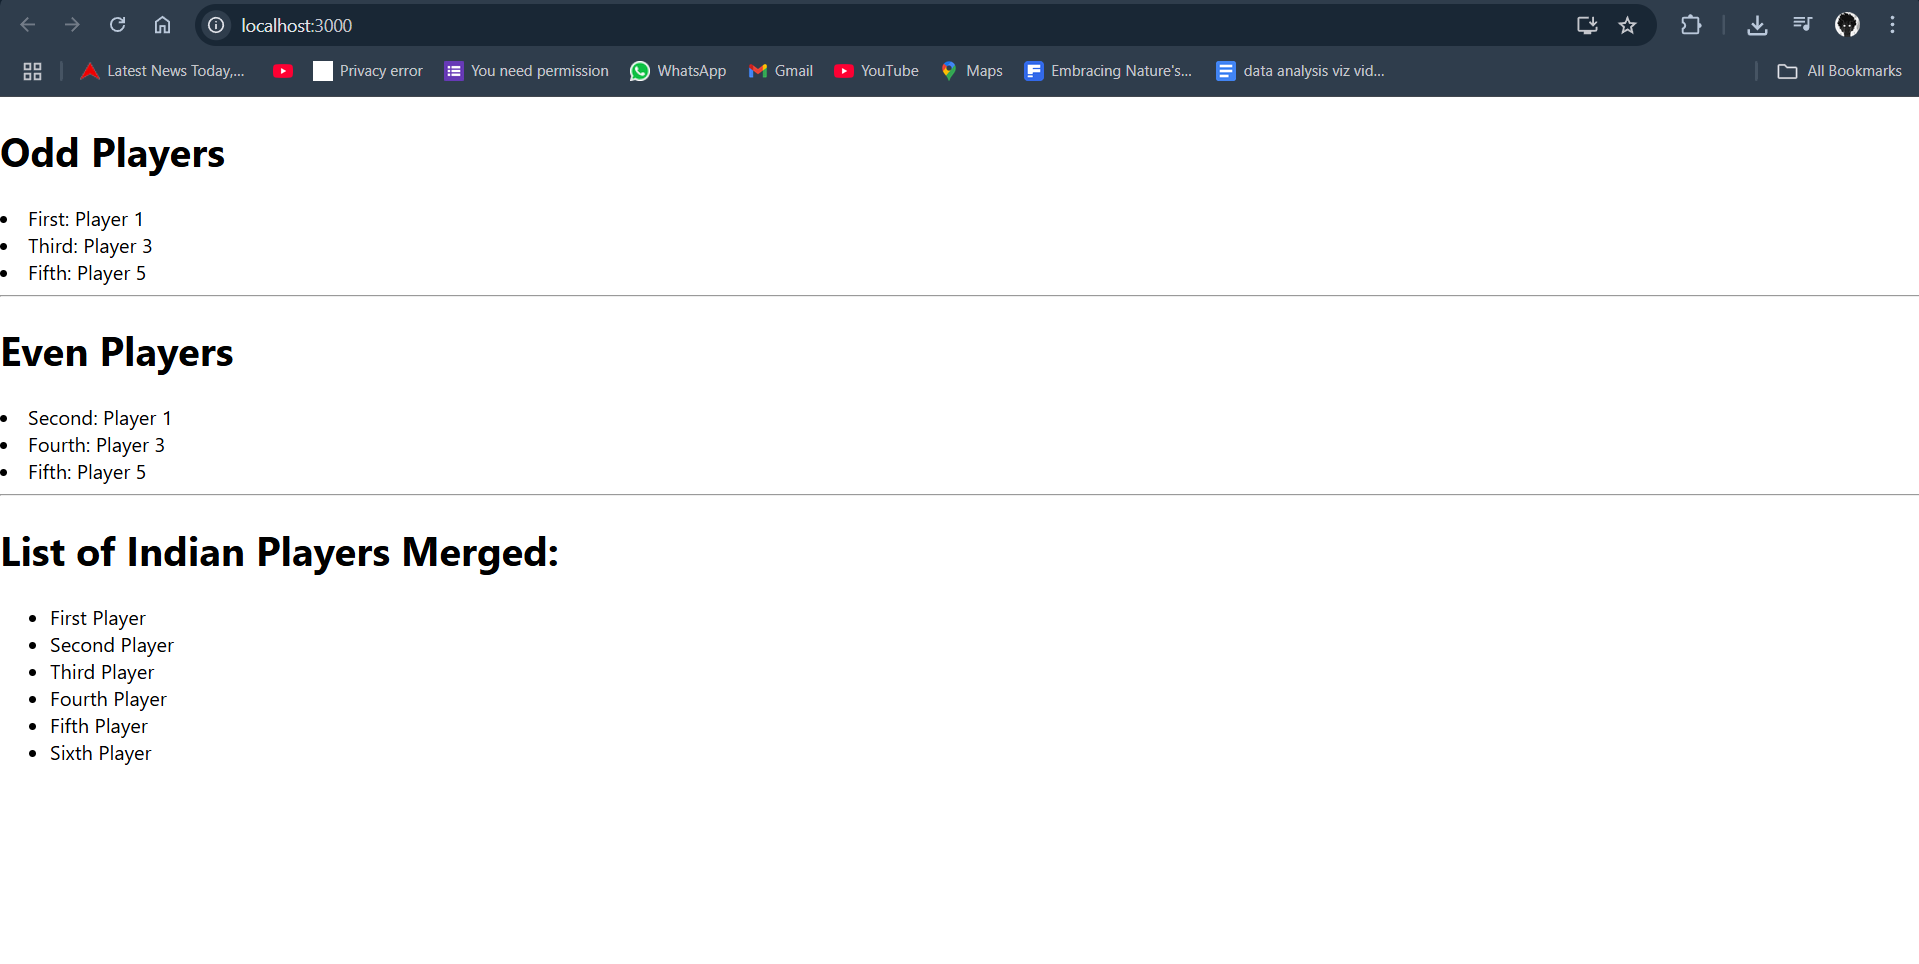 localhost:3000
Latest News Today,... Privacy error You need permission WhatsApp Gmail YouTube Maps Embracing Nature's... data analysis viz vid... All Bookmarks
Odd Players
First: Player 1
Third: Player 3
Fifth: Player 5
Even Players
Second: Player 1
Fourth: Player 3
Fifth: Player 5
List of Indian Players Merged:
First Player
Second Player
Third Player
Fourth Player
Fifth Player
Sixth Player